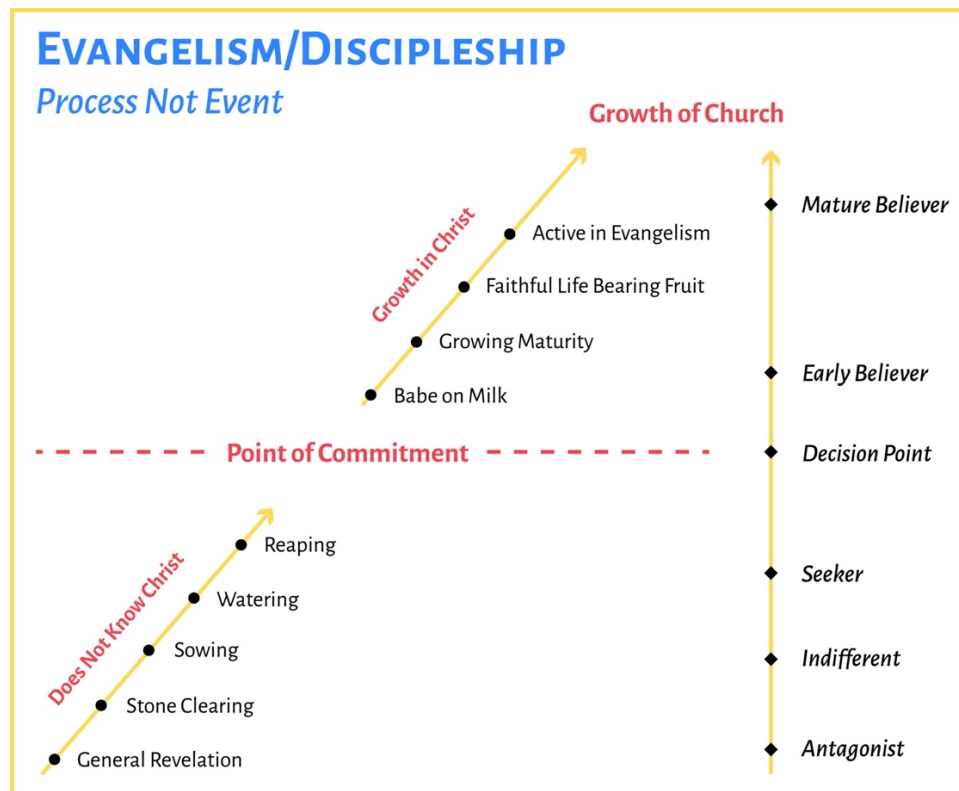 EVANGELISM/DISCIPLESHIP
Process Not Event
Growth of Church
Mature Believer
Growth in Christ
Active in Evangelism
Faithful Life Bearing Fruit
Growing Maturity
Early Believer
Babe on Milk
Point of Commitment
Decision Point
Does Not Know Christ
Reaping
Seeker
Watering
Sowing
Indifferent
Stone Clearing
General Revelation
Antagonist